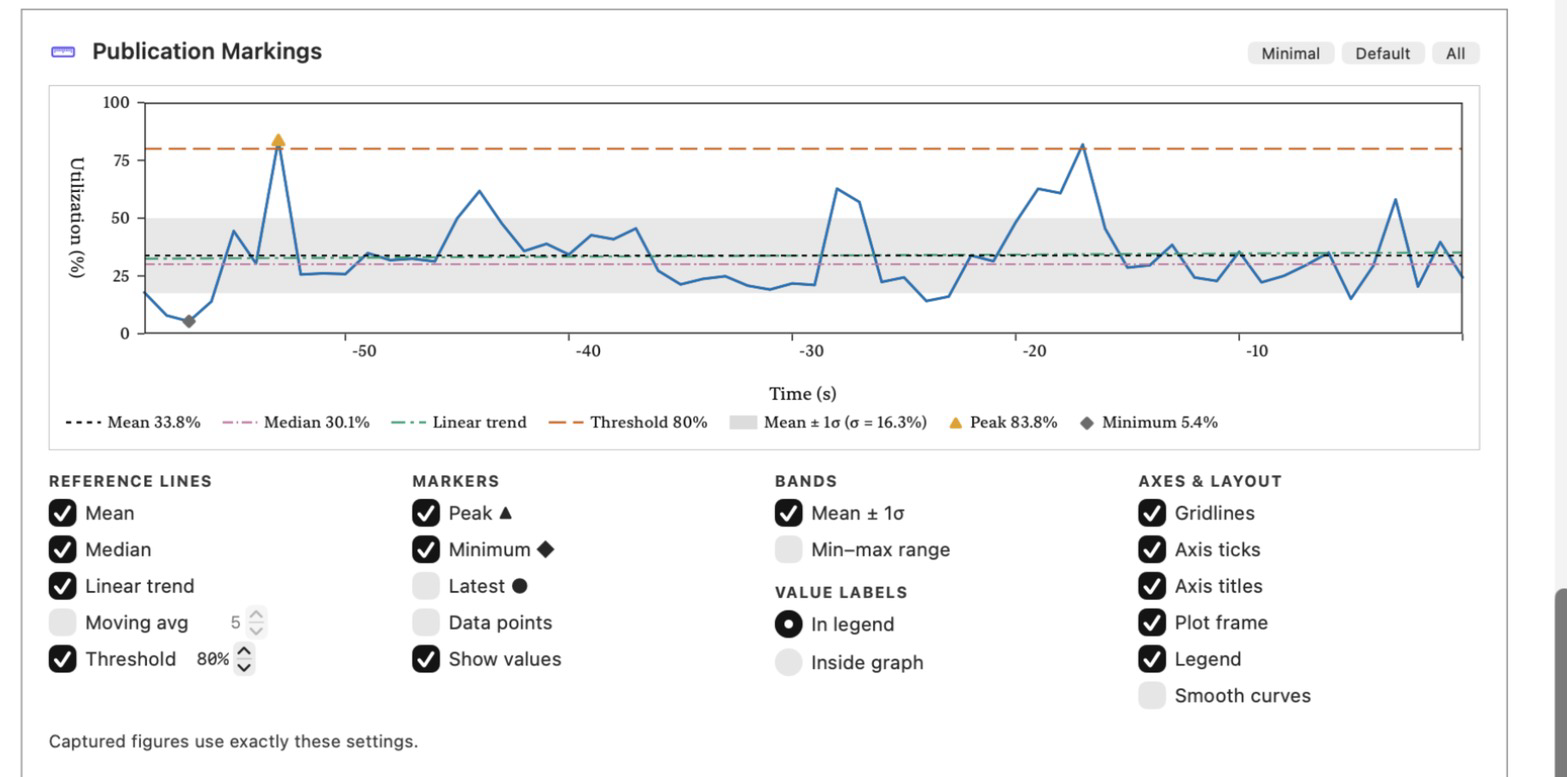 Publication Markings
Minimal Default All
100
75
50
25
0
Utilization (%)
-50 -40 -30 -20 -10
Time (s)
Mean 33.8% Median 30.1% Linear trend Threshold 80% Mean ± 1σ (σ = 16.3%) Peak 83.8% Minimum 5.4%
REFERENCE LINES
Mean
Median
Linear trend
Moving avg 5
Threshold 80%
MARKERS
Peak ▲
Minimum ◆
Latest ●
Data points
Show values
BANDS
Mean ± 1σ
Min–max range
VALUE LABELS
In legend
Inside graph
AXES & LAYOUT
Gridlines
Axis ticks
Axis titles
Plot frame
Legend
Smooth curves
Captured figures use exactly these settings.